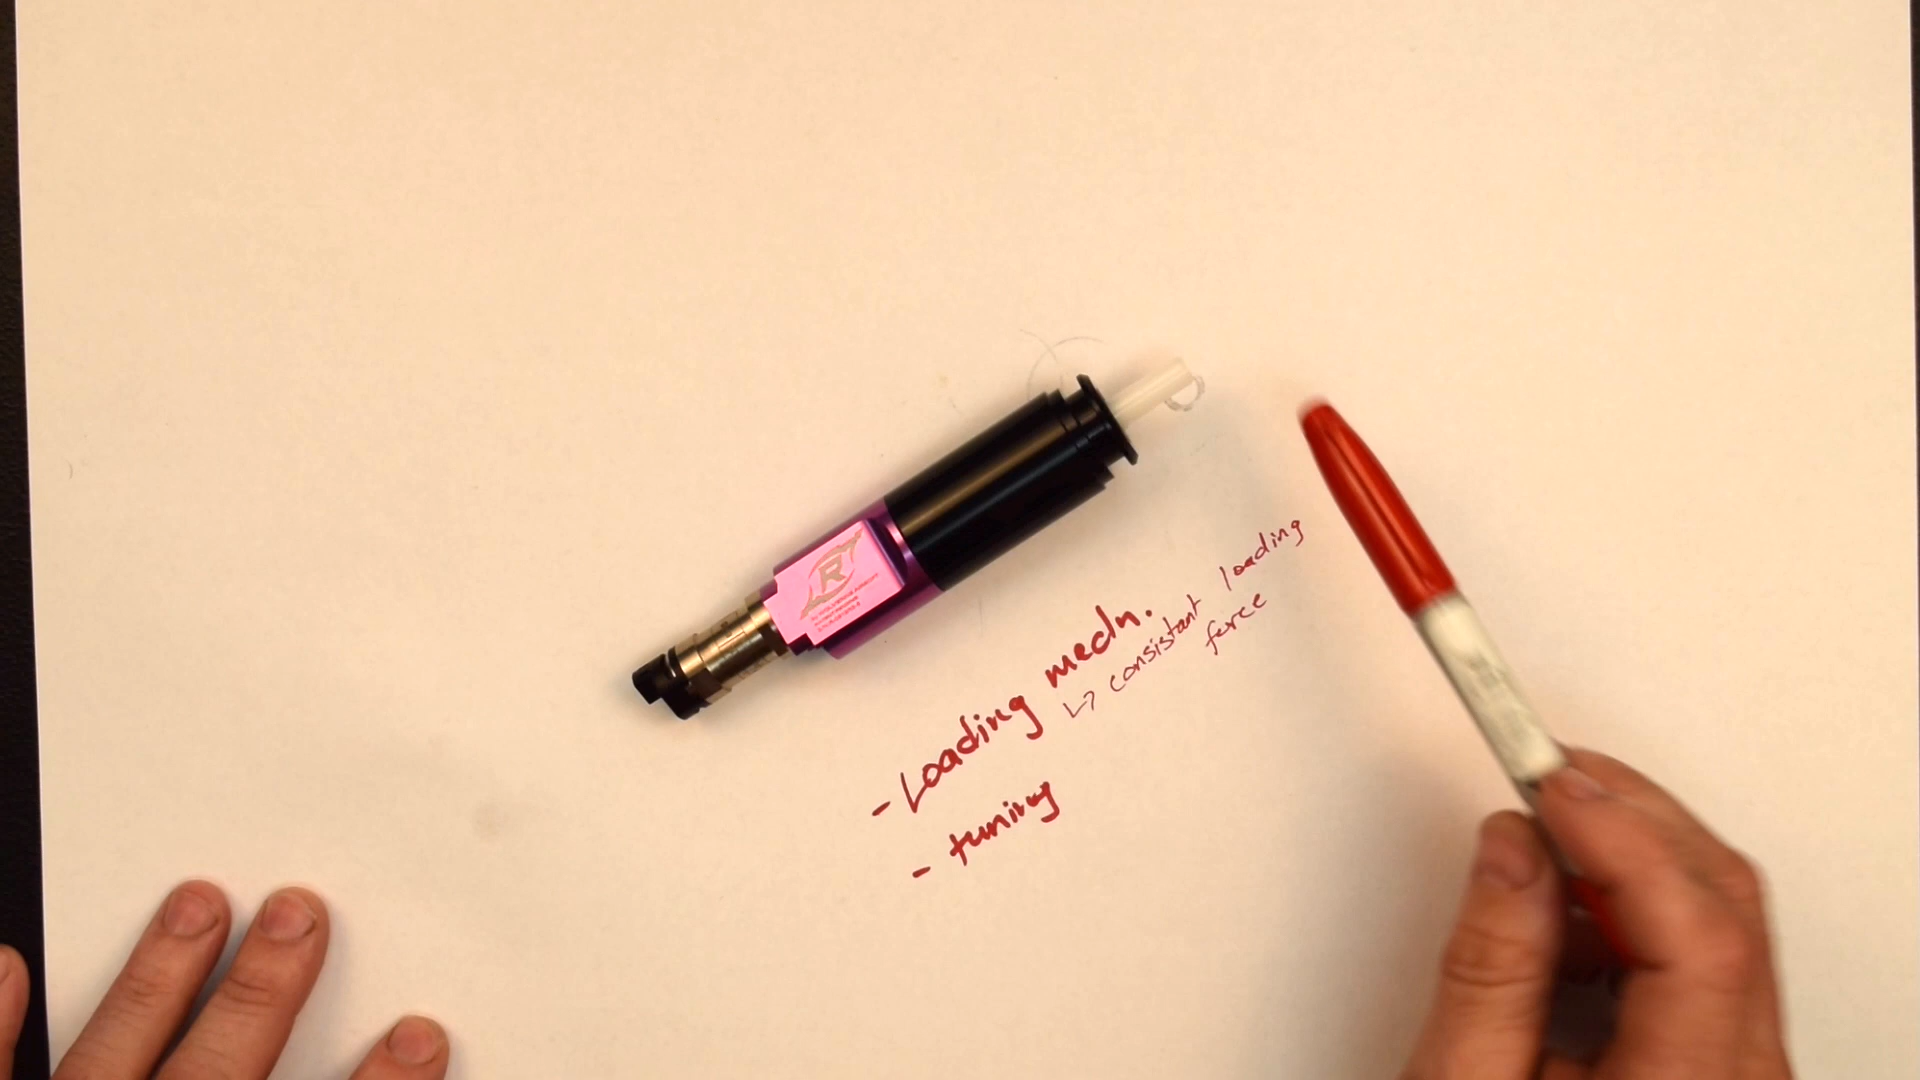 R
- Loading mech.
↳ consistant loading
force
- tuning